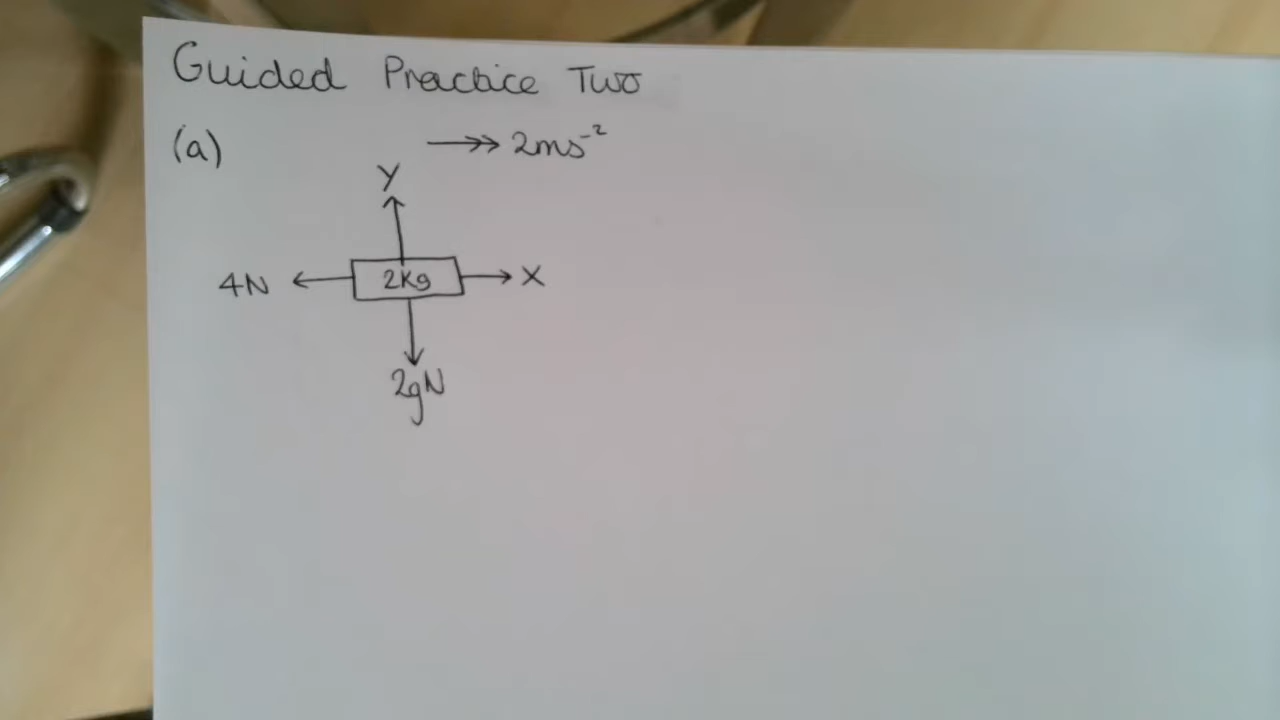 Guided Practice Two
(a) 2ms⁻²
Y
4N 2Kg X
2gN